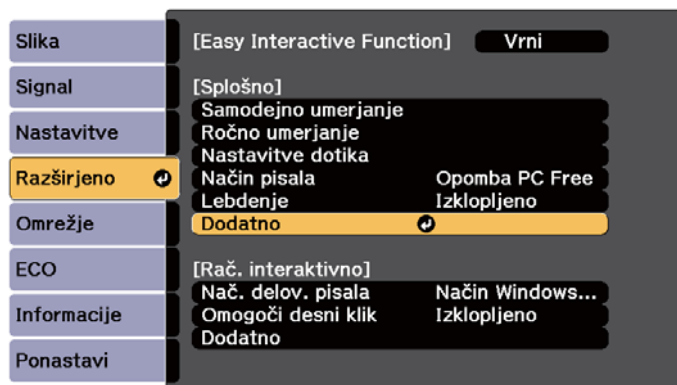 Slika
Signal
Nastavitve
Razširjeno
Omrežje
ECO
Informacije
Ponastavi
[Easy Interactive Function] Vrni
[Splošno]
Samodejno umerjanje
Ročno umerjanje
Nastavitve dotika
Način pisala Opomba PC Free
Lebdenje Izklopljeno
Dodatno
[Rač. interaktivno]
Nač. delov. pisala Način Windows...
Omogoči desni klik Izklopljeno
Dodatno